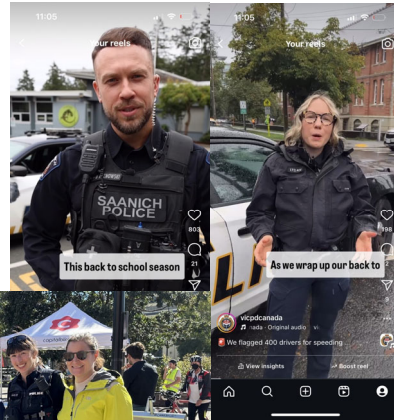 11:05
Your reels
803
SAANICH
POLICE
21
This back to school season
11:05
Your reels
198
As we wrap up our back to
vicpdcanada
nada · Original audio
We flagged 400 drivers for speeding
View insights
Boost reel